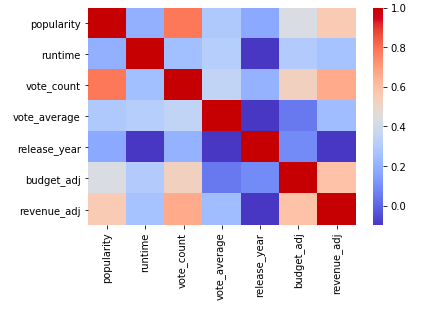 popularity
runtime
vote_count
vote_average
release_year
budget_adj
revenue_adj
popularity
runtime
vote_count
vote_average
release_year
budget_adj
revenue_adj
1.0
0.8
0.6
0.4
0.2
0.0